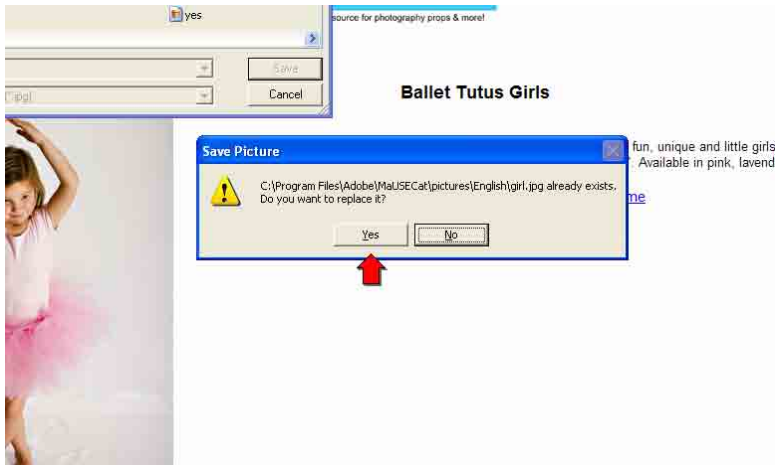 yes
source for photography props & more!
Save
*.jpg)
Cancel
Ballet Tutus Girls
Save Picture
fun, unique and little girls
. Available in pink, lavend
me
C:\Program Files\Adobe\MaUSECat\pictures\English\girl.jpg already exists.
Do you want to replace it?
Yes
No